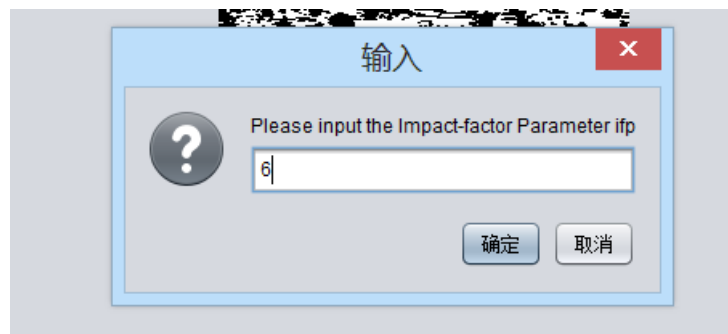 输入
Please input the Impact-factor Parameter ifp
6
确定 取消